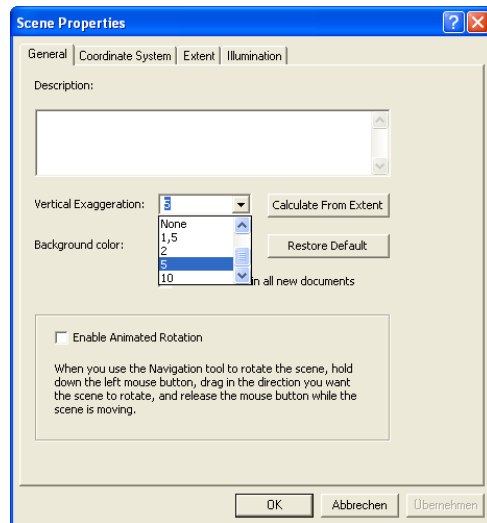 Scene Properties
General Coordinate System Extent Illumination
Description:
Vertical Exaggeration: 5 Calculate From Extent
None
1,5
Background color: Restore Default
2
5
10
in all new documents
Enable Animated Rotation
When you use the Navigation tool to rotate the scene, hold
down the left mouse button, drag in the direction you want
the scene to rotate, and release the mouse button while the
scene is moving.
OK Abbrechen Übernehmen